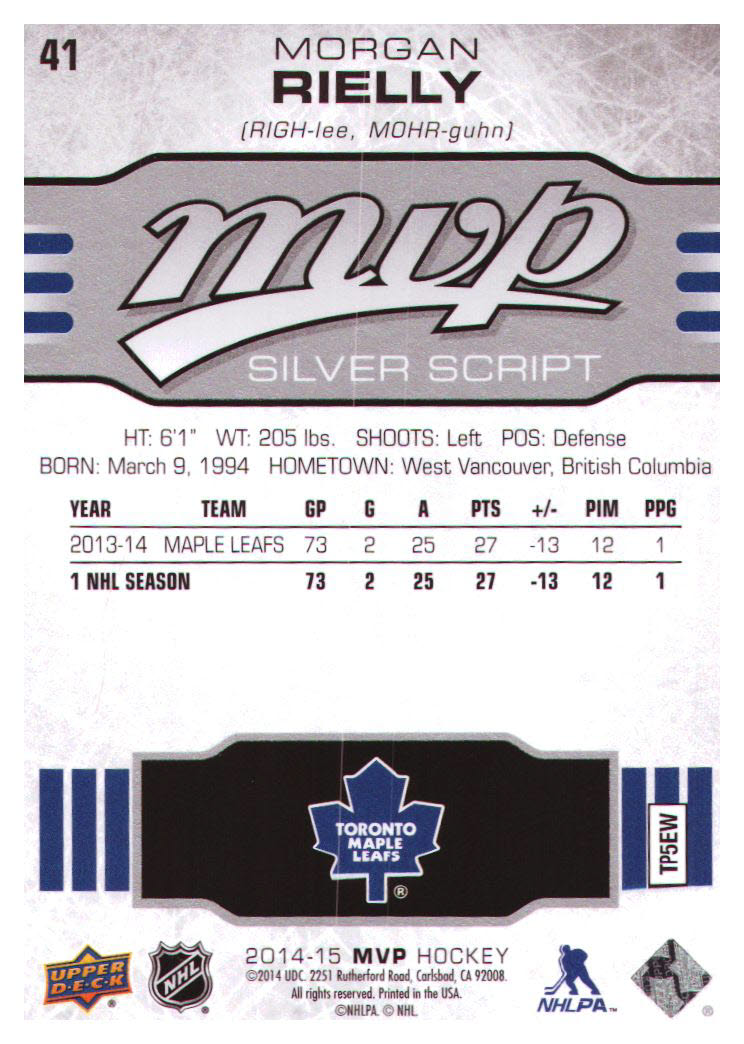 41
MORGAN
RIELLY
(RIGH-lee, MOHR-guhn)
mvp
SILVER SCRIPT
HT: 6'1" WT: 205 lbs. SHOOTS: Left POS: Defense
BORN: March 9, 1994 HOMETOWN: West Vancouver, British Columbia
YEAR TEAM GP G A PTS +/- PIM PPG
2013-14 MAPLE LEAFS 73 2 25 27 -13 12 1
1 NHL SEASON 73 2 25 27 -13 12 1
TORONTO
MAPLE
LEAFS
®
TP5EW
UPPER
D·E·C·K
®
NHL
®
2014-15 MVP HOCKEY
©2014 UDC. 2251 Rutherford Road, Carlsbad, CA 92008.
All rights reserved. Printed in the USA.
©NHLPA. © NHL.
NHLPA™
®